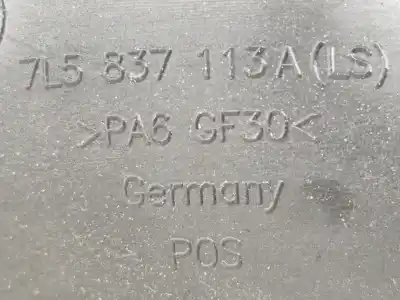 7L5 837 113A (LS)
>PA6 GF30<
Germany
POS